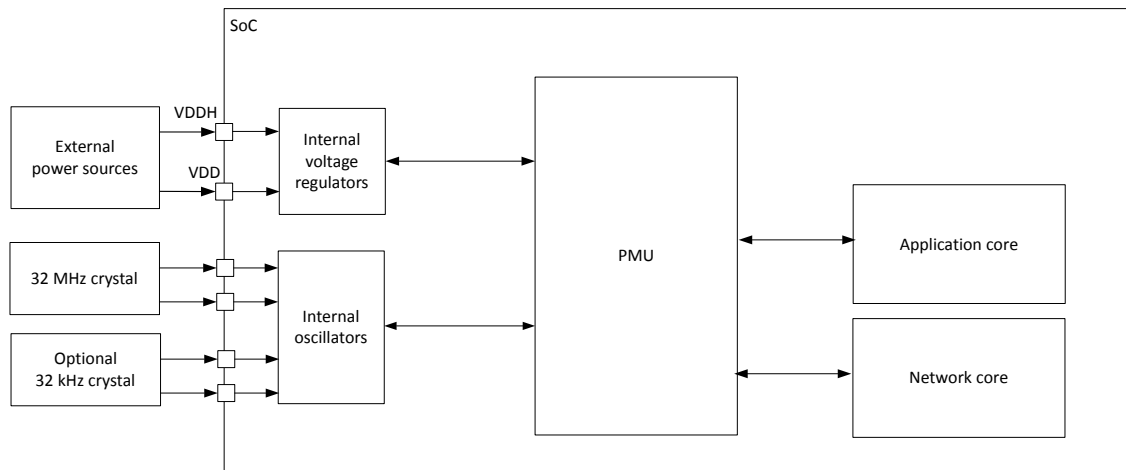 SoC
VDDH
External
power sources
VDD
Internal
voltage
regulators
32 MHz crystal
Optional
32 kHz crystal
Internal
oscillators
PMU
Application core
Network core